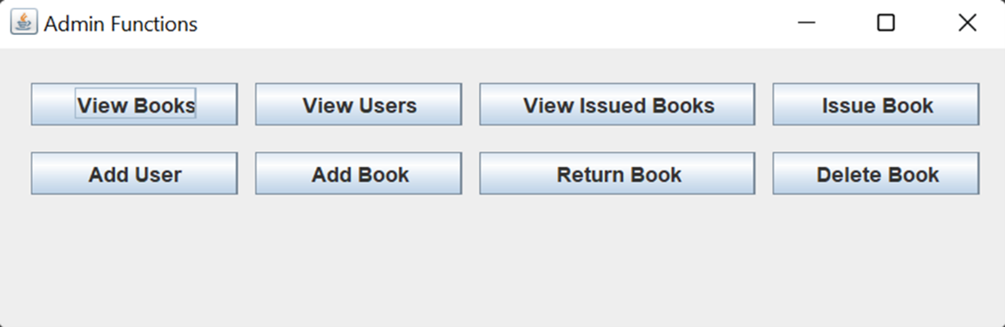 Admin Functions
View Books View Users View Issued Books Issue Book
Add User Add Book Return Book Delete Book